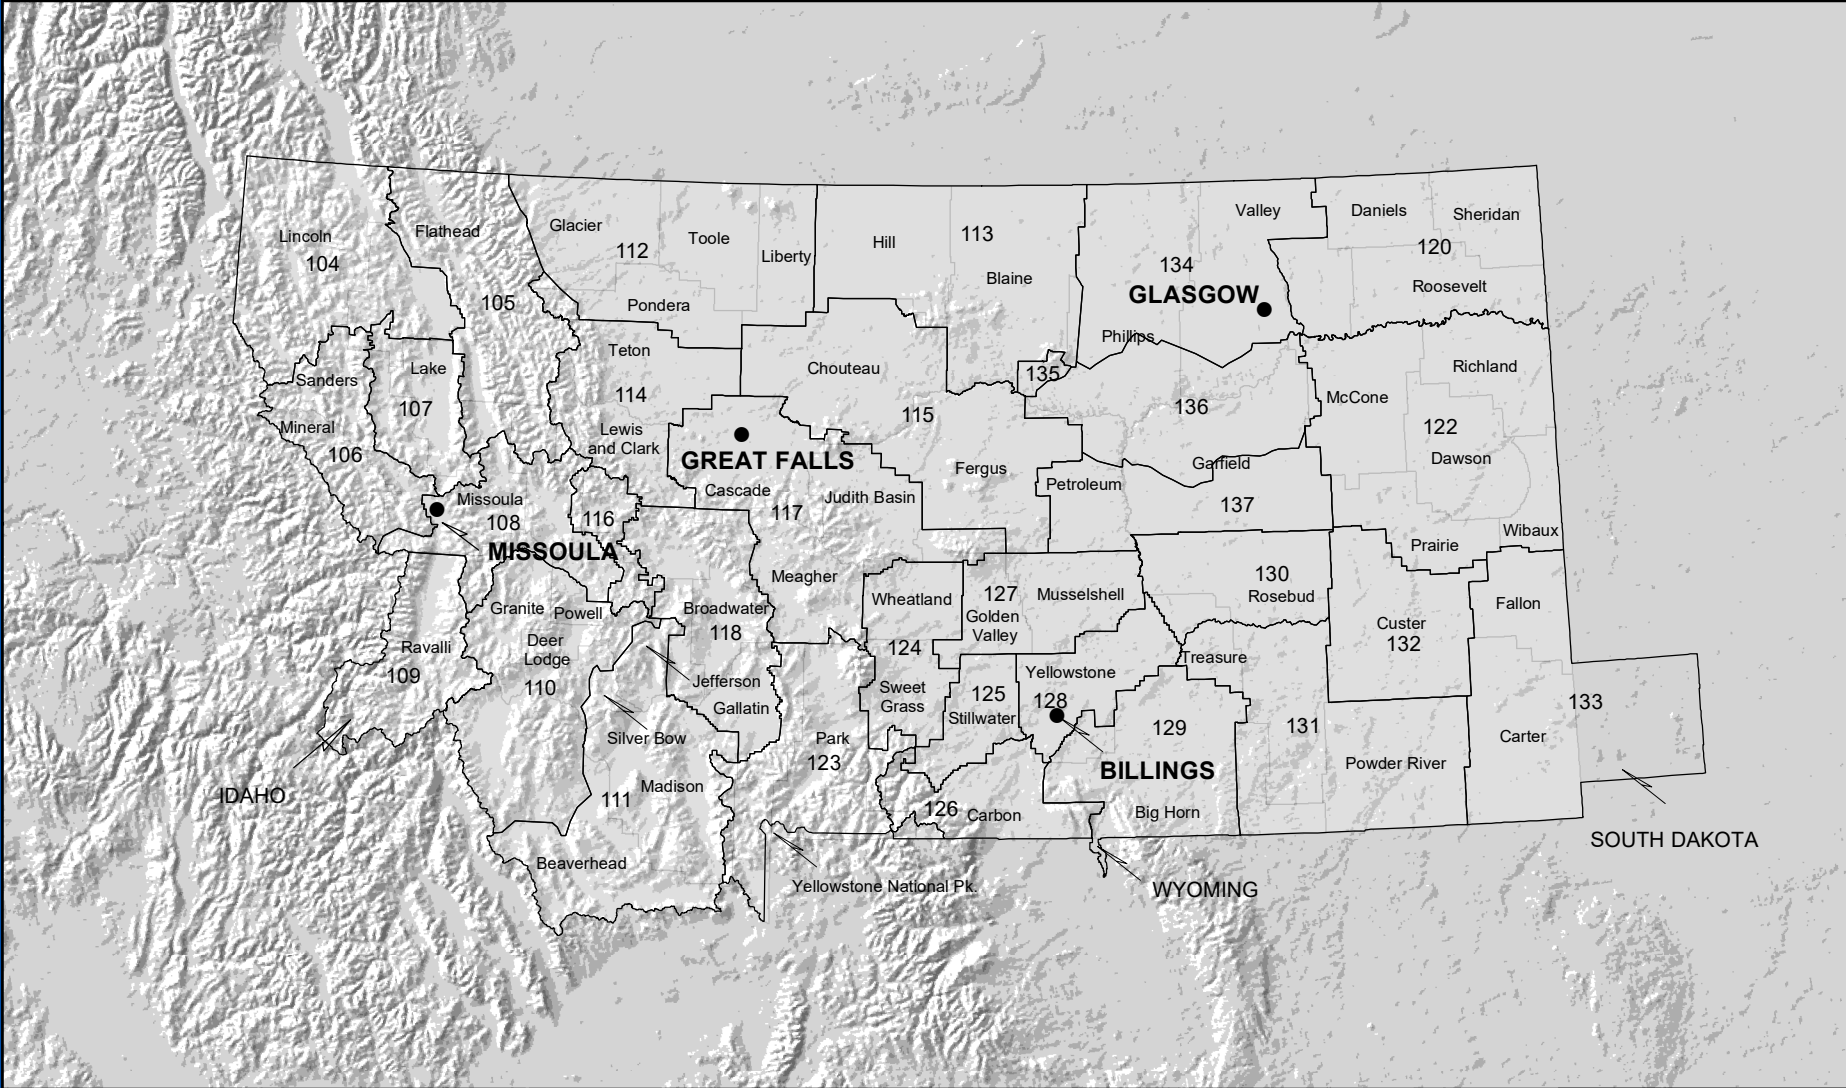 Valley
Daniels
Sheridan
Glacier
Lincoln
Flathead
Toole
Hill
113
Liberty
112
Blaine
120
104
134
Roosevelt
GLASGOW
105
Pondera
Phillips
Teton
Lake
Chouteau
135
Richland
Sanders
McCone
107
114
115
136
122
Mineral
Lewis
and Clark
106
GREAT FALLS
Garfield
Dawson
Fergus
Petroleum
Cascade
Judith Basin
Missoula
117
137
108
116
Wibaux
MISSOULA
Prairie
Meagher
130
Rosebud
127
Musselshell
Wheatland
Granite
Powell
Broadwater
Fallon
Golden
Valley
Custer
132
118
Deer
Lodge
Ravalli
124
Treasure
109
Yellowstone
Jefferson
110
Sweet
Grass
125
Stillwater
128
133
Gallatin
129
131
Silver Bow
Park
Carter
123
BILLINGS
Powder River
IDAHO
111
Madison
126
Carbon
Big Horn
SOUTH DAKOTA
Beaverhead
Yellowstone National Pk.
WYOMING